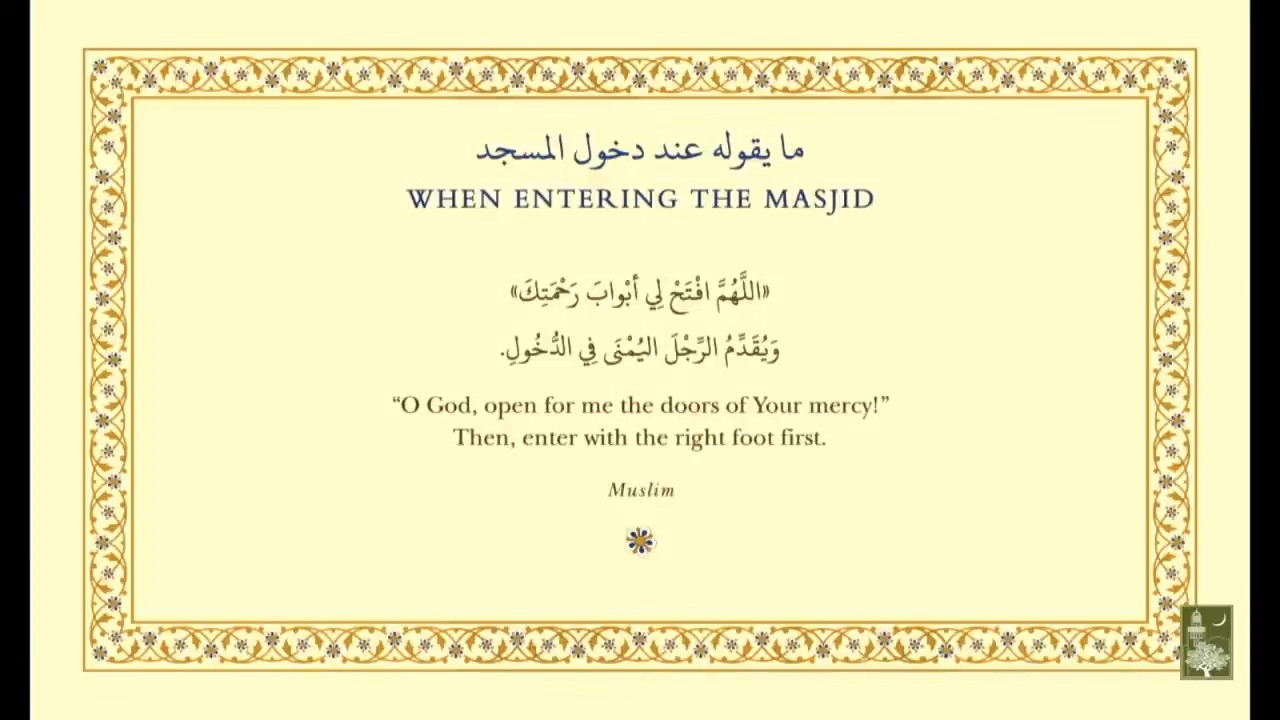 ما يقوله عند دخول المسجد
WHEN ENTERING THE MASJID
«اللَّهُمَّ افْتَحْ لِي أَبْوابَ رَحْمَتِكَ»
وَيُقَدِّمُ الرِّجْلَ اليُمْنَى فِي الدُّخُولِ.
“O God, open for me the doors of Your mercy!”
Then, enter with the right foot first.
Muslim